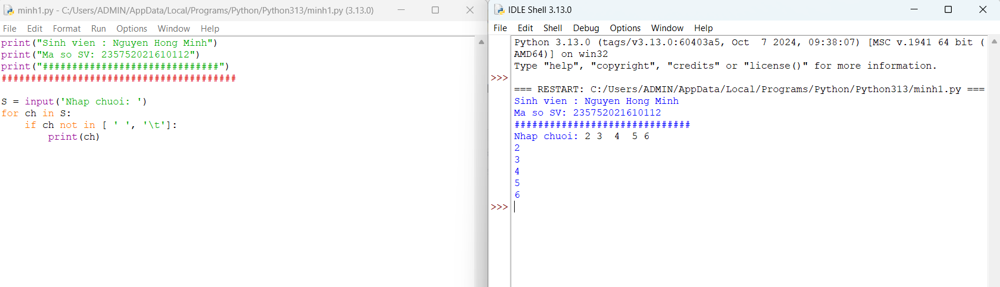 minh1.py - C:/Users/ADMIN/AppData/Local/Programs/Python/Python313/minh1.py (3.13.0)
File Edit Format Run Options Window Help
print("Sinh vien : Nguyen Hong Minh")
print("Ma so SV: 235752021610112")
print("##############################")
########################################
S = input('Nhap chuoi: ')
for ch in S:
    if ch not in [ ' ', '\t']:
        print(ch)
IDLE Shell 3.13.0
File Edit Shell Debug Options Window Help
Python 3.13.0 (tags/v3.13.0:60403a5, Oct  7 2024, 09:38:07) [MSC v.1941 64 bit (
AMD64)] on win32
Type "help", "copyright", "credits" or "license()" for more information.
>>>
=== RESTART: C:/Users/ADMIN/AppData/Local/Programs/Python/Python313/minh1.py ===
Sinh vien : Nguyen Hong Minh
Ma so SV: 235752021610112
##############################
Nhap chuoi: 2 3  4  5 6
2
3
4
5
6
>>>